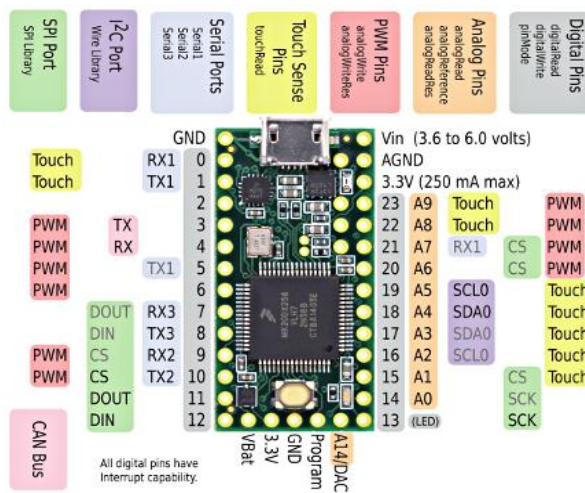 SPI Port
SPI Library
I²C Port
Wire Library
Serial Ports
Serial1
Serial2
Serial3
Touch Sense
Pins
touchRead
PWM Pins
analogWrite
analogWriteRes
Analog Pins
analogRead
analogReference
analogReadRes
Digital Pins
digitalRead
digitalWrite
pinMode
GND Vin (3.6 to 6.0 volts)
Touch RX1 0 AGND
Touch TX1 1 3.3V (250 mA max)
2 23 A9 Touch PWM
PWM TX 3 22 A8 Touch PWM
PWM RX 4 21 A7 RX1 CS PWM
PWM TX1 5 20 A6 CS PWM
PWM 6 19 A5 SCL0 Touch
DOUT RX3 7 18 A4 SDA0 Touch
DIN TX3 8 17 A3 SDA0 Touch
PWM CS RX2 9 16 A2 SCL0 Touch
PWM CS TX2 10 15 A1 CS Touch
DOUT 11 14 A0 SCK
DIN 12 13 (LED) SCK
CAN Bus
All digital pins have
Interrupt capability.
VBat
3.3V
GND
Program
A14/DAC